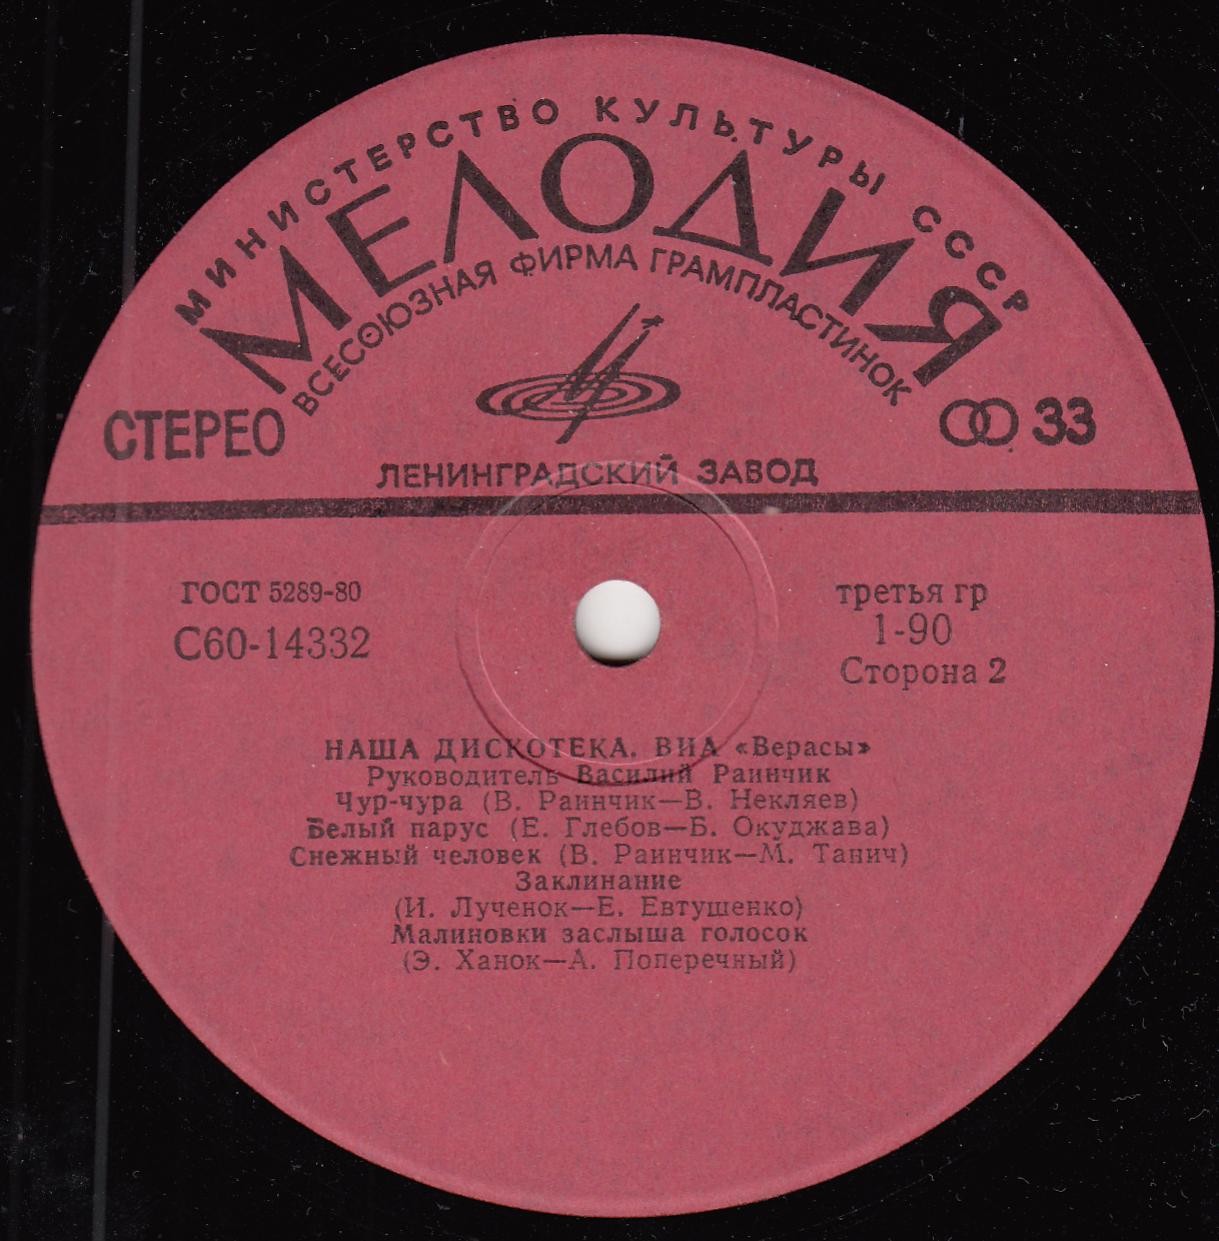 МИНИСТЕРСТВО КУЛЬТУРЫ СССР
МЕЛОДИЯ
ВСЕСОЮЗНАЯ ФИРМА ГРАМПЛАСТИНОК
СТЕРЕО
33
ЛЕНИНГРАДСКИЙ ЗАВОД
ГОСТ 5289-80
С60-14332
третья гр
1-90
Сторона 2
НАША ДИСКОТЕКА. ВИА «Верасы»
Руководитель Василий Раинчик
Чур-чура (В. Раинчик—В. Некляев)
Белый парус (Е. Глебов—Б. Окуджава)
Снежный человек (В. Раинчик—М. Танич)
Заклинание
(И. Лученок—Е. Евтушенко)
Малиновки заслыша голосок
(Э. Ханок—А. Поперечный)